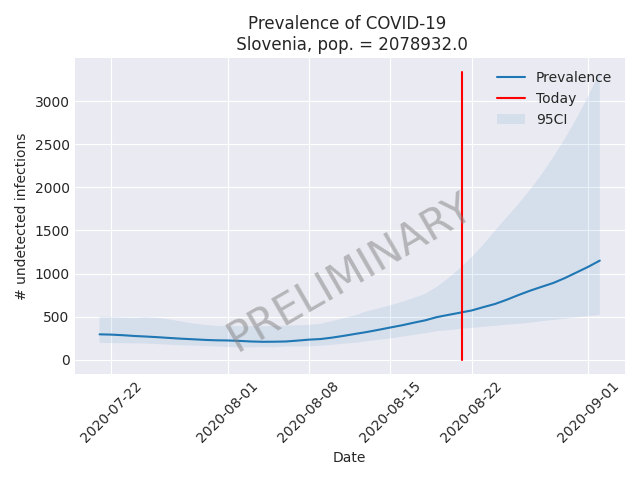 Prevalence of COVID-19
Slovenia, pop. = 2078932.0
Prevalence
Today
95CI
3000
2500
2000
1500
1000
500
0
# undetected infections
PRELIMINARY
2020-07-22
2020-08-01
2020-08-08
2020-08-15
2020-08-22
2020-09-01
Date